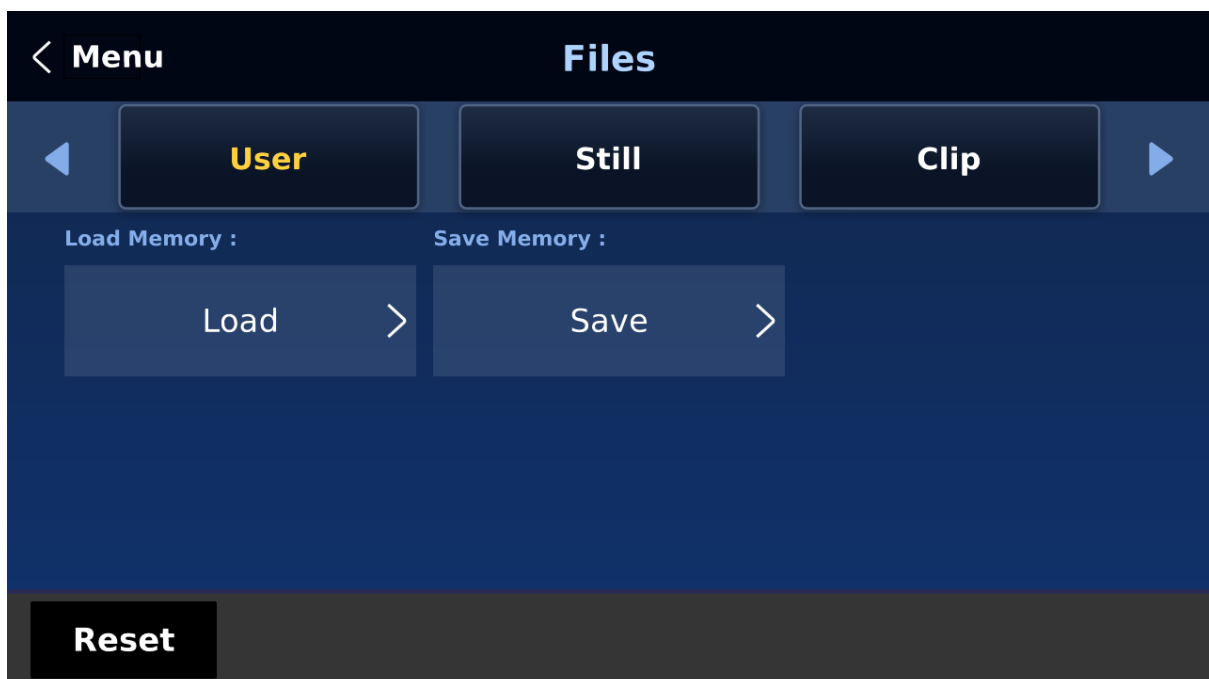 Menu
Files
User
Still
Clip
Load Memory :
Save Memory :
Load
Save
Reset